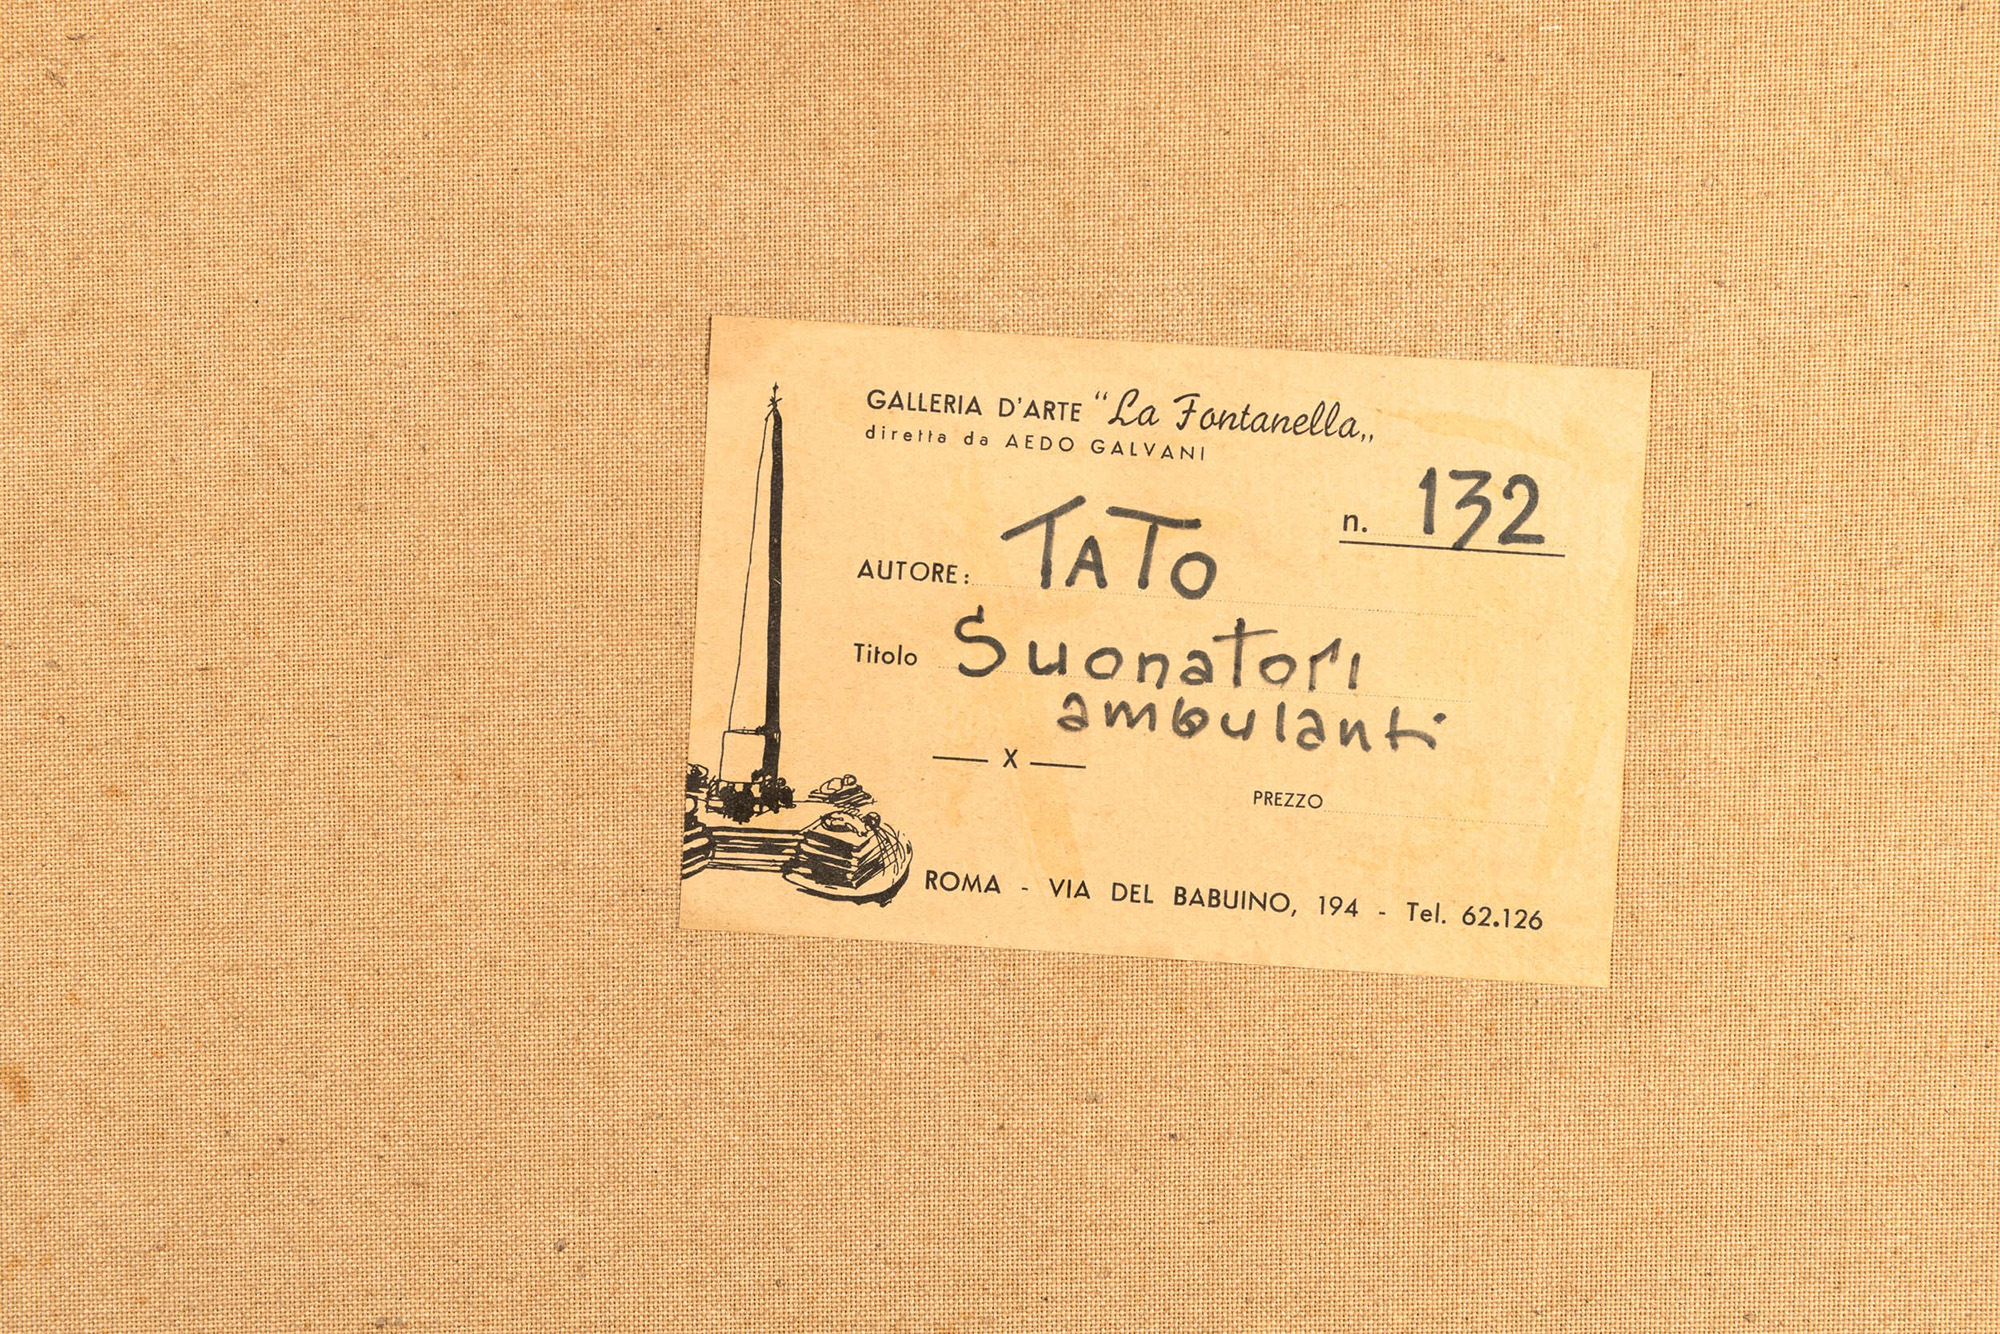 GALLERIA D'ARTE "La Fontanella„
diretta da AEDO GALVANI
n. 132
AUTORE: TATO
Titolo Suonatori
ambulanti
— X —
PREZZO
ROMA - VIA DEL BABUINO, 194 - Tel. 62.126